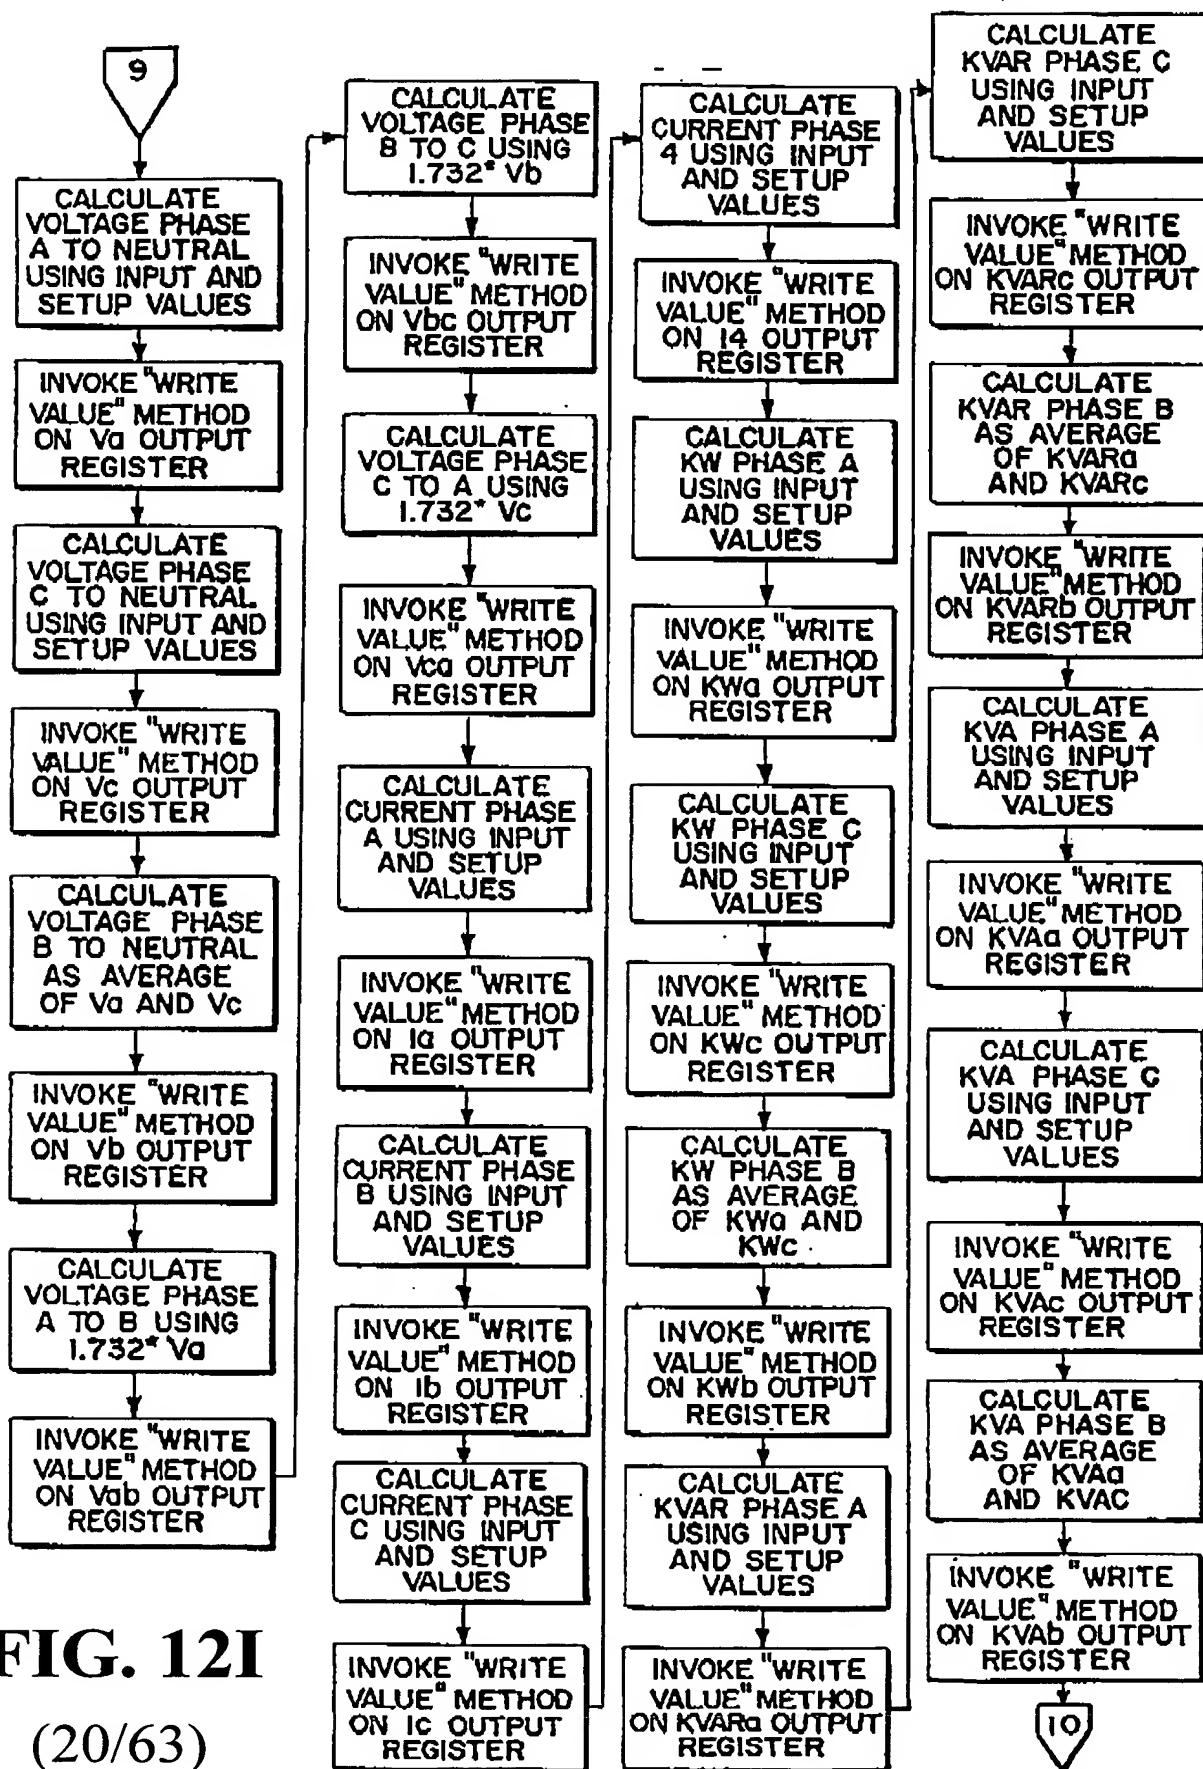 9
CALCULATE
VOLTAGE PHASE
A TO NEUTRAL
USING INPUT AND
SETUP VALUES
INVOKE "WRITE
VALUE" METHOD
ON Va OUTPUT
REGISTER
CALCULATE
VOLTAGE PHASE
C TO NEUTRAL
USING INPUT AND
SETUP VALUES
INVOKE "WRITE
VALUE" METHOD
ON Vc OUTPUT
REGISTER
CALCULATE
VOLTAGE PHASE
B TO NEUTRAL
AS AVERAGE
OF Va AND Vc
INVOKE "WRITE
VALUE" METHOD
ON Vb OUTPUT
REGISTER
CALCULATE
VOLTAGE PHASE
A TO B USING
1.732* Va
INVOKE "WRITE
VALUE" METHOD
ON Vab OUTPUT
REGISTER
CALCULATE
VOLTAGE PHASE
B TO C USING
1.732* Vb
INVOKE "WRITE
VALUE" METHOD
ON Vbc OUTPUT
REGISTER
CALCULATE
VOLTAGE PHASE
C TO A USING
1.732* Vc
INVOKE "WRITE
VALUE" METHOD
ON Vca OUTPUT
REGISTER
CALCULATE
CURRENT PHASE
A USING INPUT
AND SETUP
VALUES
INVOKE "WRITE
VALUE" METHOD
ON Ia OUTPUT
REGISTER
CALCULATE
CURRENT PHASE
B USING INPUT
AND SETUP
VALUES
INVOKE "WRITE
VALUE" METHOD
ON Ib OUTPUT
REGISTER
CALCULATE
CURRENT PHASE
C USING INPUT
AND SETUP
VALUES
INVOKE "WRITE
VALUE" METHOD
ON Ic OUTPUT
REGISTER
CALCULATE
CURRENT PHASE
4 USING INPUT
AND SETUP
VALUES
INVOKE "WRITE
VALUE" METHOD
ON I4 OUTPUT
REGISTER
CALCULATE
KW PHASE A
USING INPUT
AND SETUP
VALUES
INVOKE "WRITE
VALUE" METHOD
ON KWa OUTPUT
REGISTER
CALCULATE
KW PHASE C
USING INPUT
AND SETUP
VALUES
INVOKE "WRITE
VALUE" METHOD
ON KWc OUTPUT
REGISTER
CALCULATE
KW PHASE B
AS AVERAGE
OF KWa AND
KWc
INVOKE "WRITE
VALUE" METHOD
ON KWb OUTPUT
REGISTER
CALCULATE
KVAR PHASE A
USING INPUT
AND SETUP
VALUES
INVOKE "WRITE
VALUE" METHOD
ON KVARa OUTPUT
REGISTER
CALCULATE
KVAR PHASE C
USING INPUT
AND SETUP
VALUES
INVOKE "WRITE
VALUE" METHOD
ON KVARc OUTPUT
REGISTER
CALCULATE
KVAR PHASE B
AS AVERAGE
OF KVARa
AND KVARc
INVOKE "WRITE
VALUE" METHOD
ON KVARb OUTPUT
REGISTER
CALCULATE
KVA PHASE A
USING INPUT
AND SETUP
VALUES
INVOKE "WRITE
VALUE" METHOD
ON KVAa OUTPUT
REGISTER
CALCULATE
KVA PHASE C
USING INPUT
AND SETUP
VALUES
INVOKE "WRITE
VALUE" METHOD
ON KVAc OUTPUT
REGISTER
CALCULATE
KVA PHASE B
AS AVERAGE
OF KVAa
AND KVAC
INVOKE "WRITE
VALUE" METHOD
ON KVAb OUTPUT
REGISTER
10
FIG. 12I
(20/63)